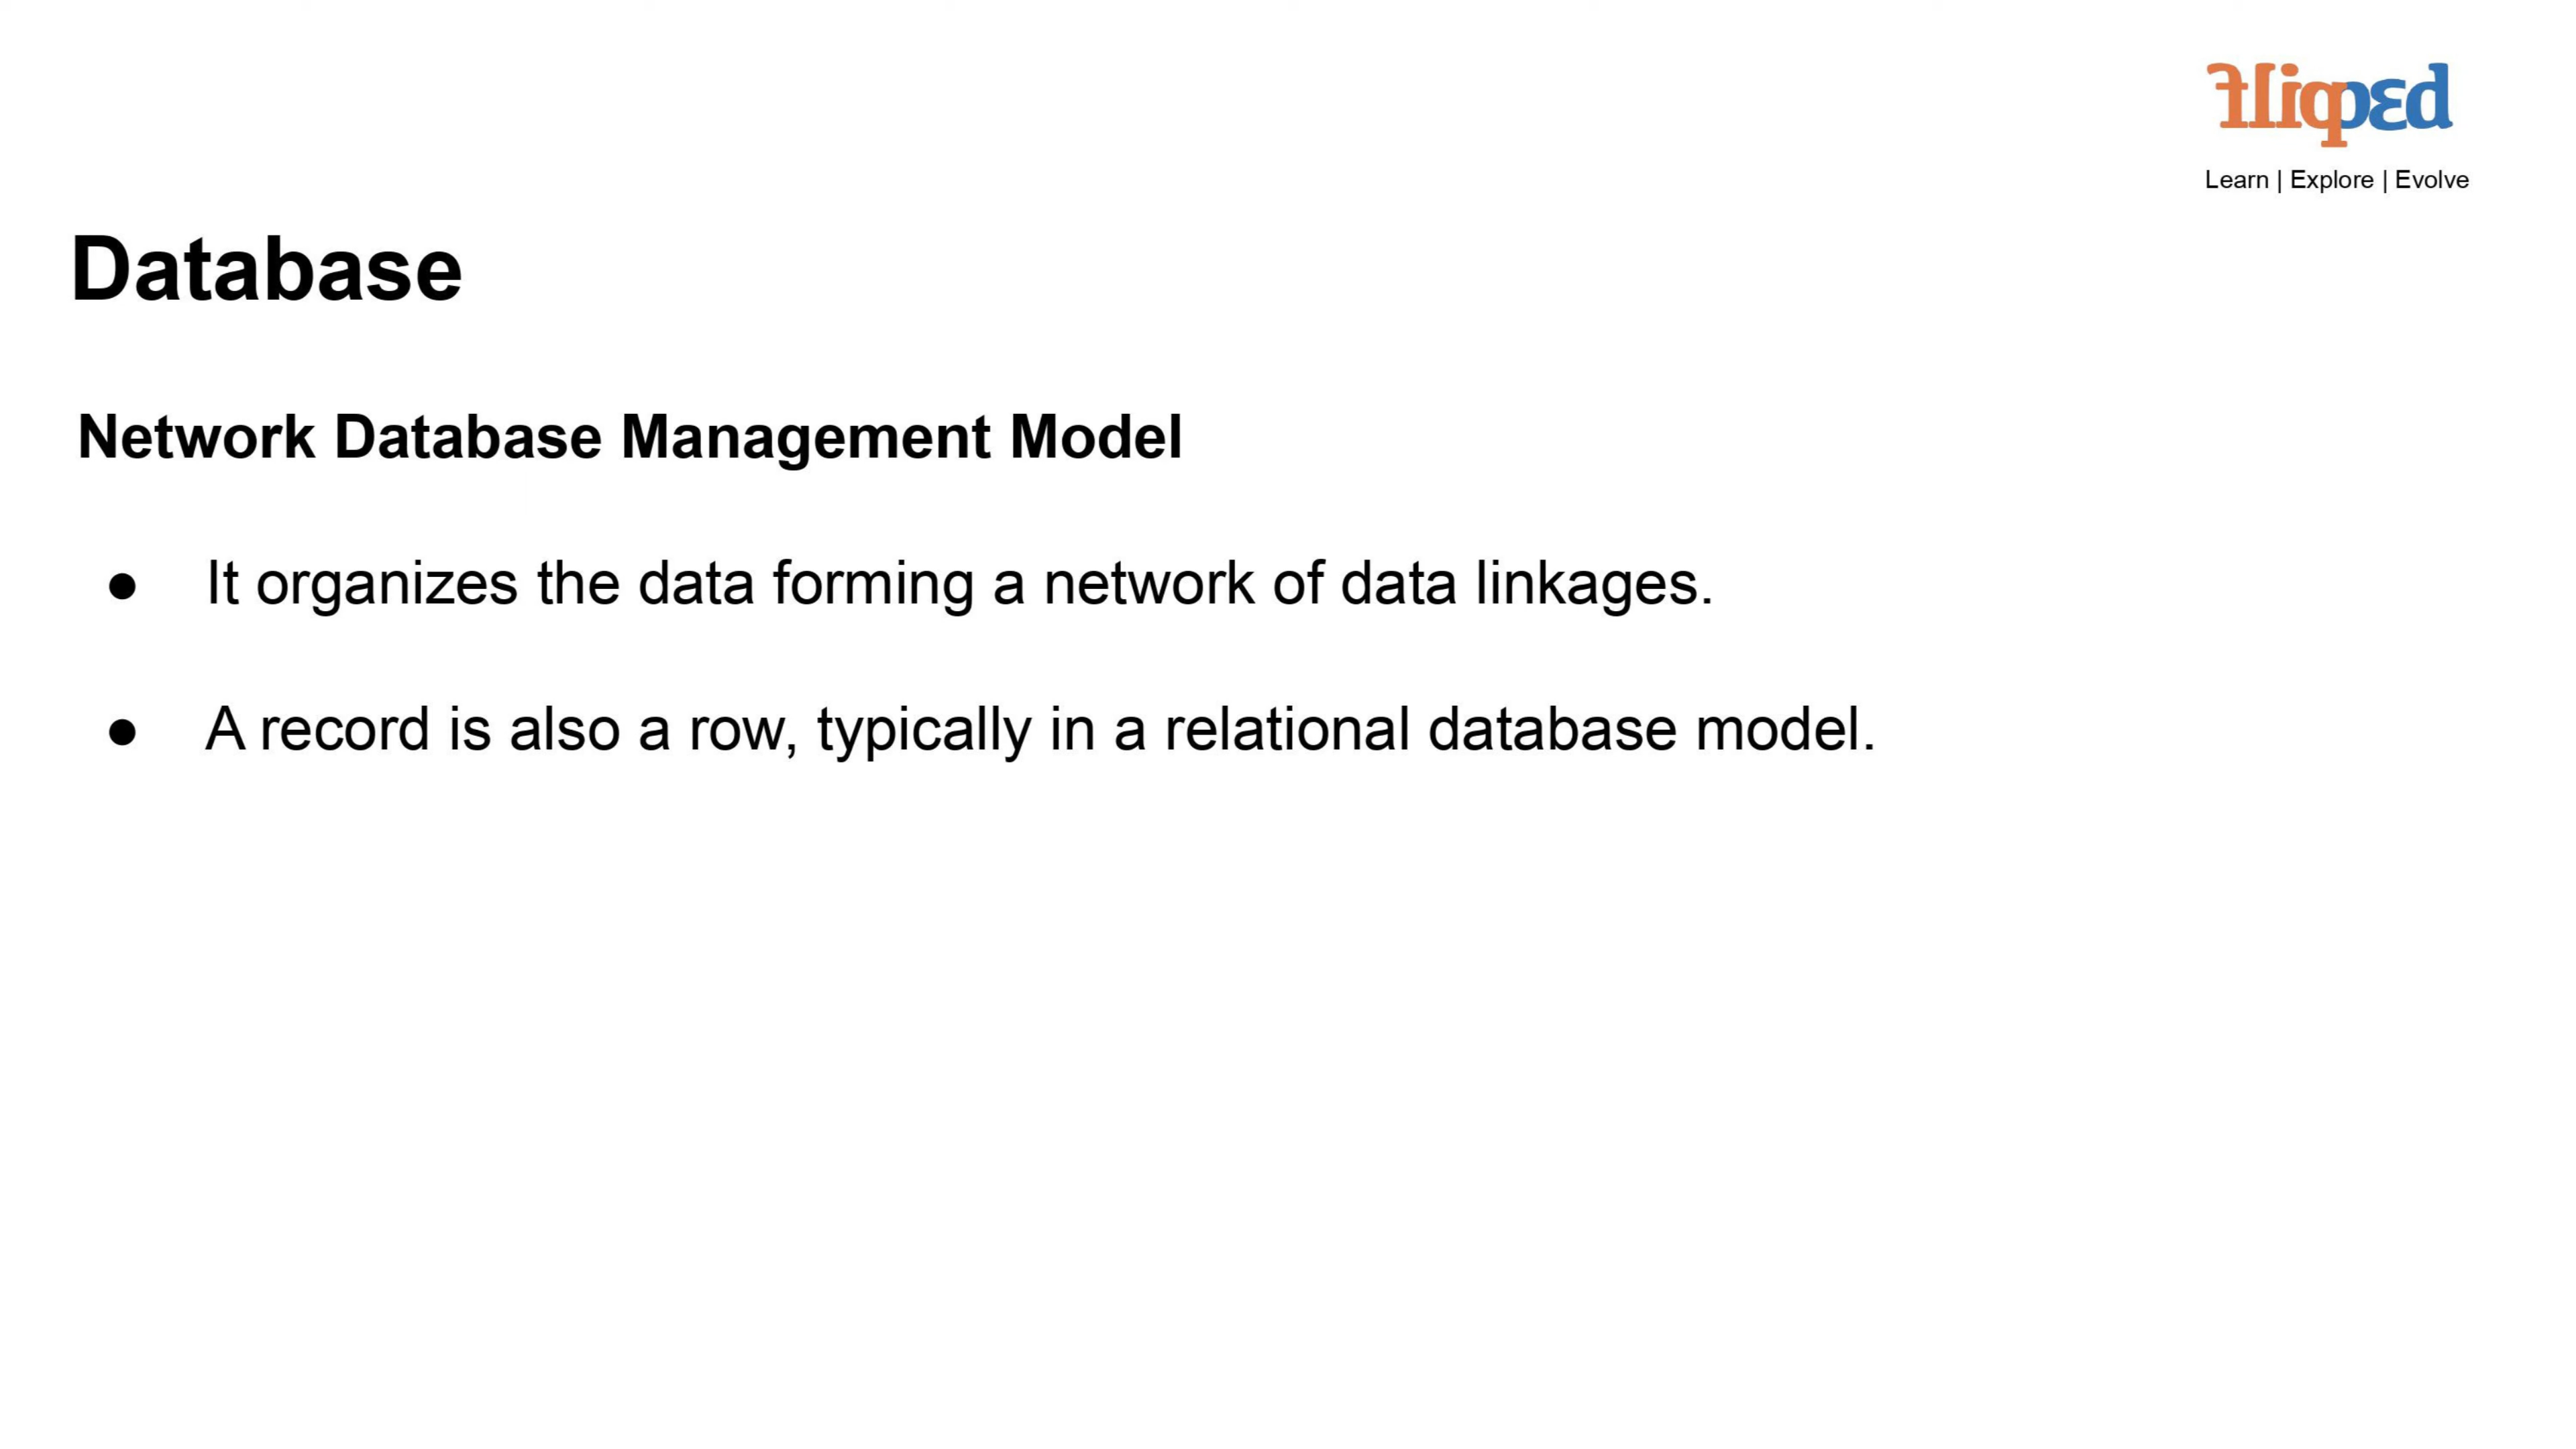 flipped
Learn | Explore | Evolve
Database
Network Database Management Model
● It organizes the data forming a network of data linkages.
● A record is also a row, typically in a relational database model.